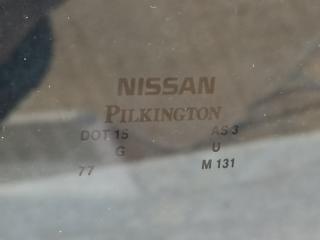 NISSAN
PILKINGTON
DOT 15 AS 3
G U
77 M 131